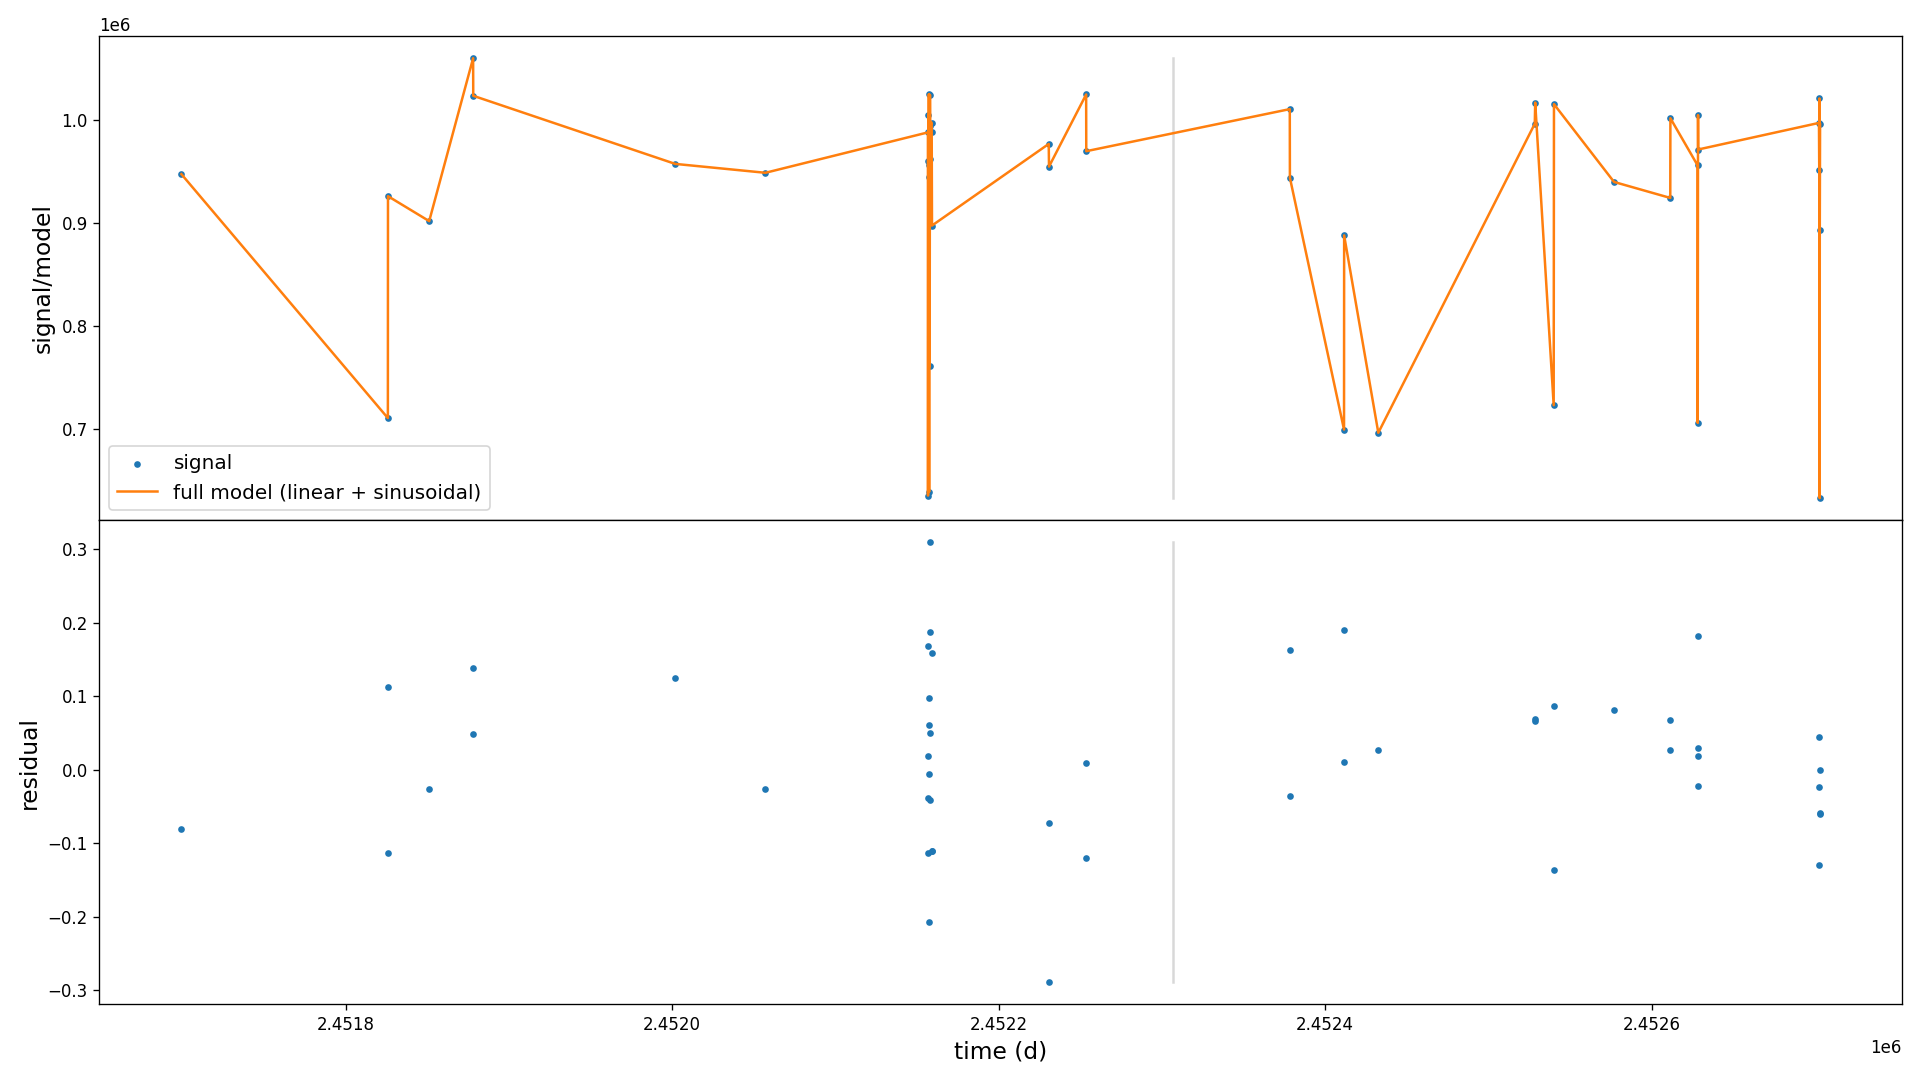 1e6
1.0
0.9
0.8
0.7
signal/model
signal
full model (linear + sinusoidal)
0.3
0.2
0.1
0.0
−0.1
−0.2
−0.3
residual
2.4518
2.4520
2.4522
2.4524
2.4526
time (d)
1e6